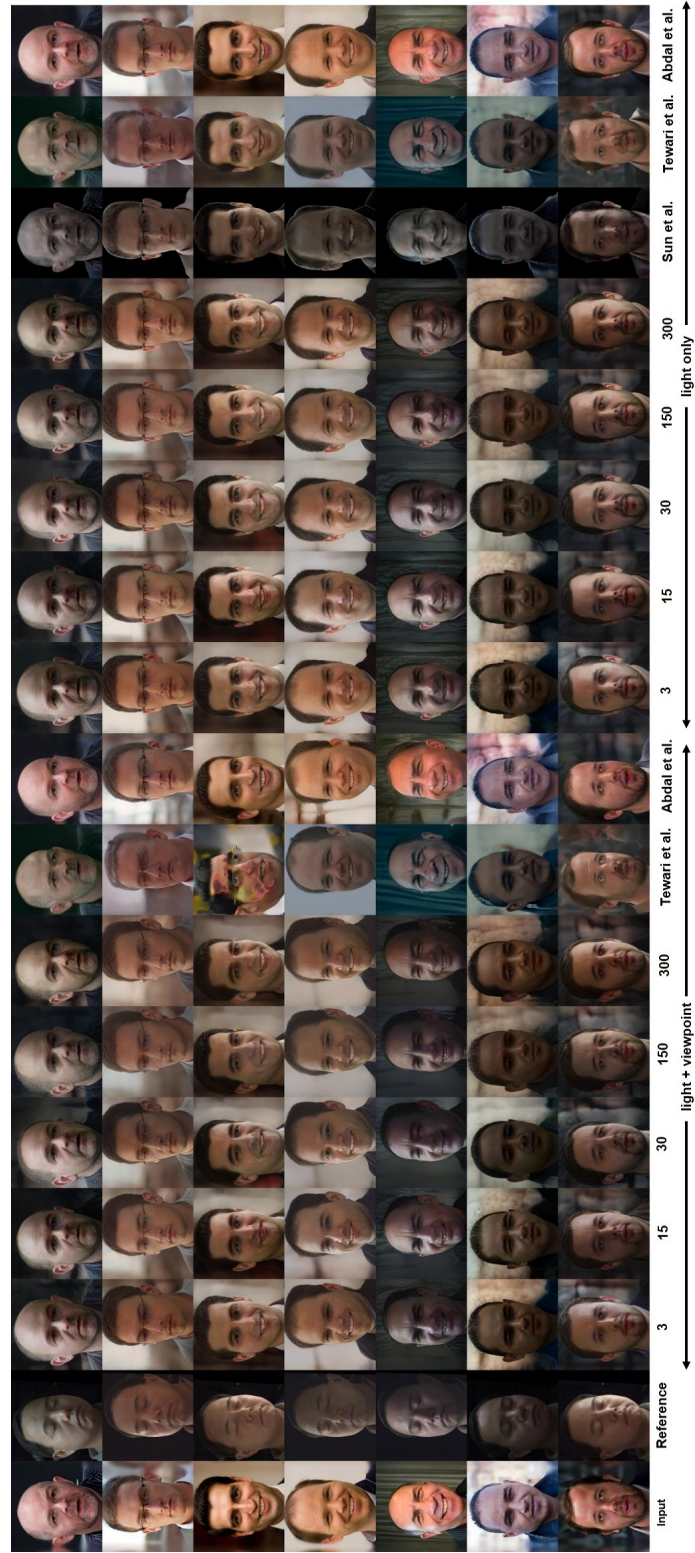 Input
Reference
3
15
30
150
300
Tewari et al.
Abdal et al.
3
15
30
150
300
Sun et al.
Tewari et al.
Abdal et al.
light + viewpoint
light only